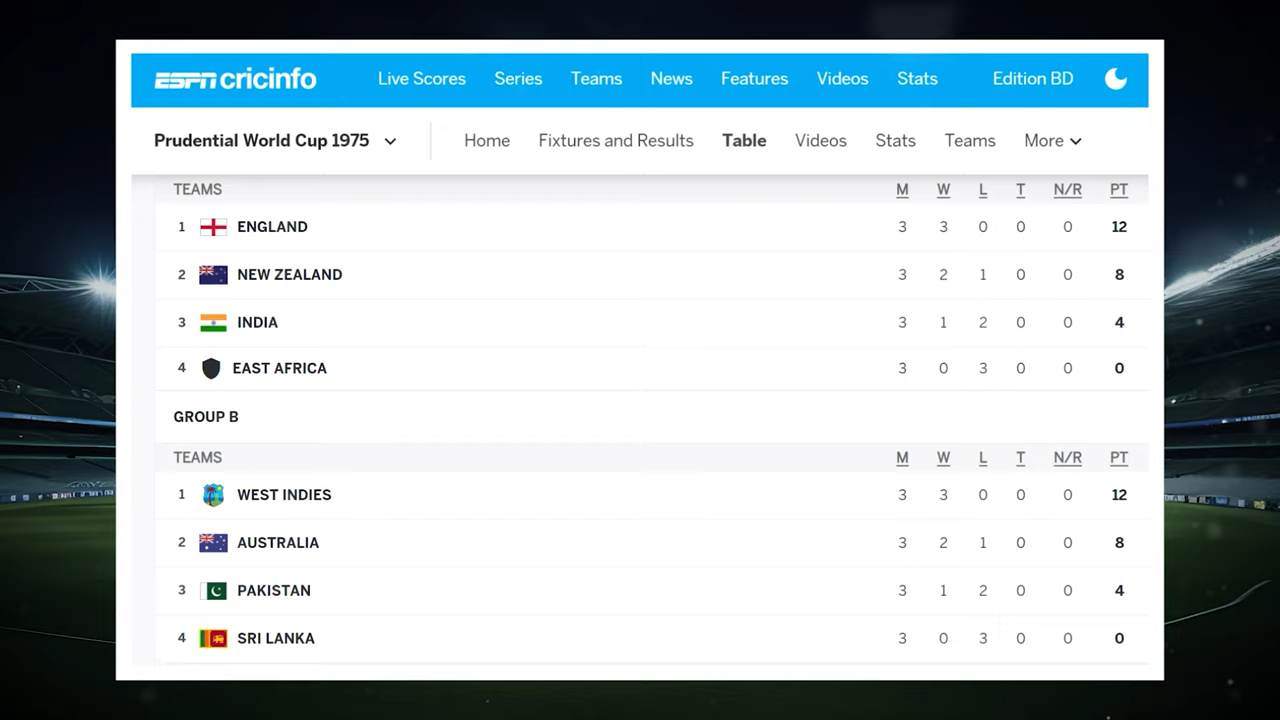 ESPN cricinfo Live Scores Series Teams News Features Videos Stats Edition BD
Prudential World Cup 1975 Home Fixtures and Results Table Videos Stats Teams More
TEAMS M W L T N/R PT
1 ENGLAND 3 3 0 0 0 12
2 NEW ZEALAND 3 2 1 0 0 8
3 INDIA 3 1 2 0 0 4
4 EAST AFRICA 3 0 3 0 0 0
GROUP B
TEAMS M W L T N/R PT
1 WEST INDIES 3 3 0 0 0 12
2 AUSTRALIA 3 2 1 0 0 8
3 PAKISTAN 3 1 2 0 0 4
4 SRI LANKA 3 0 3 0 0 0